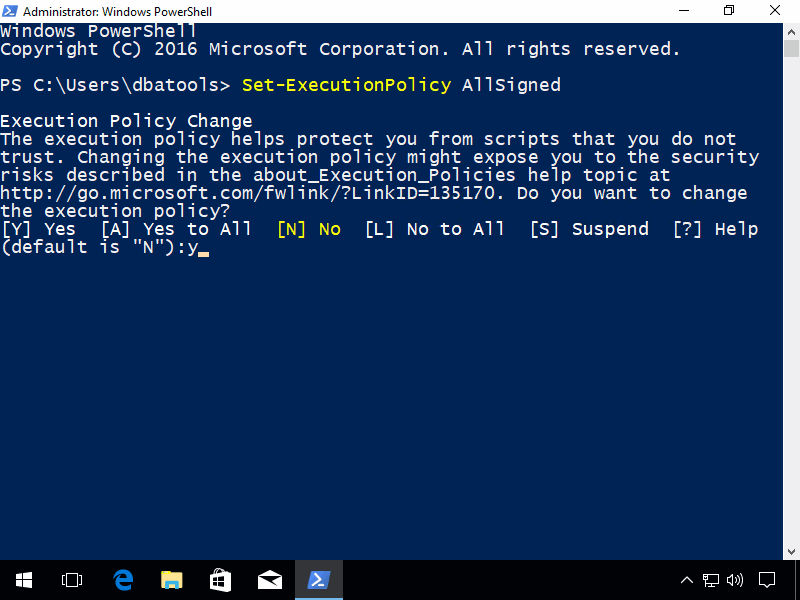 Administrator: Windows PowerShell
Windows PowerShell
Copyright (C) 2016 Microsoft Corporation. All rights reserved.
PS C:\Users\dbatools> Set-ExecutionPolicy AllSigned
Execution Policy Change
The execution policy helps protect you from scripts that you do not
trust. Changing the execution policy might expose you to the security
risks described in the about_Execution_Policies help topic at
http://go.microsoft.com/fwlink/?LinkID=135170. Do you want to change
the execution policy?
[Y] Yes  [A] Yes to All  [N] No  [L] No to All  [S] Suspend  [?] Help
(default is "N"):y